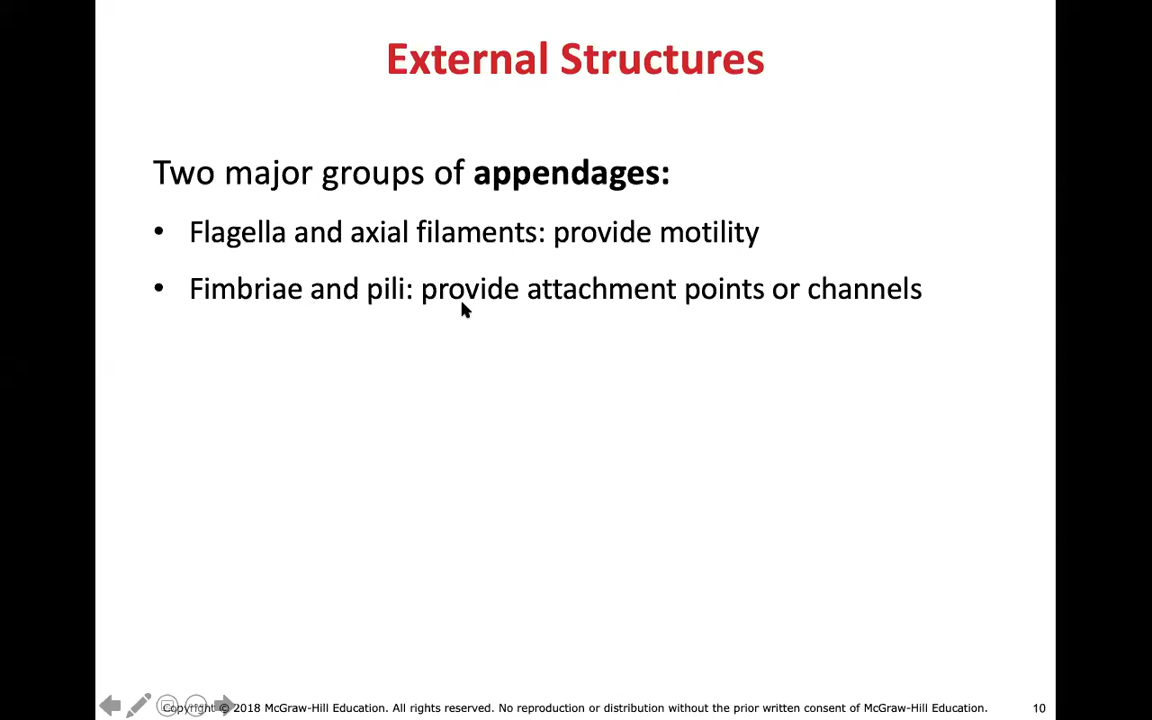 External Structures
Two major groups of appendages:
• Flagella and axial filaments: provide motility
• Fimbriae and pili: provide attachment points or channels
Copyright © 2018 McGraw-Hill Education. All rights reserved. No reproduction or distribution without the prior written consent of McGraw-Hill Education.
10